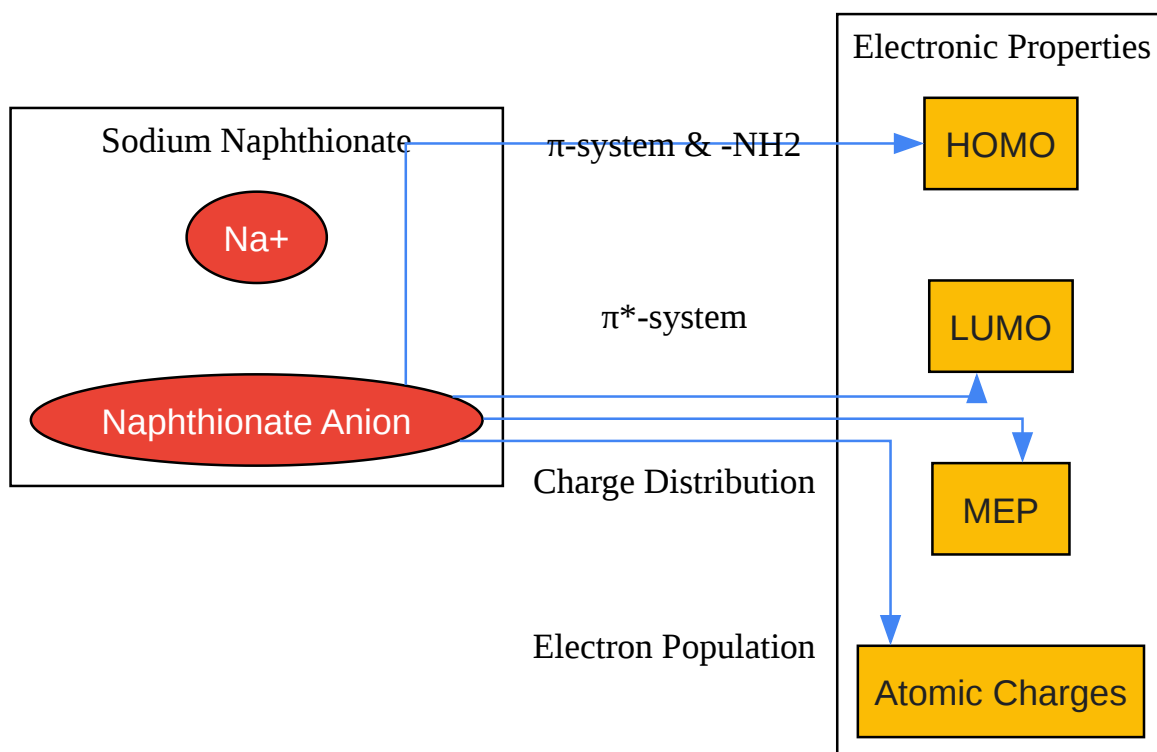 Electronic Properties
Sodium Naphthionate
π-system & -NH2
HOMO
Na+
π*-system
LUMO
Naphthionate Anion
Charge Distribution
MEP
Electron Population
Atomic Charges